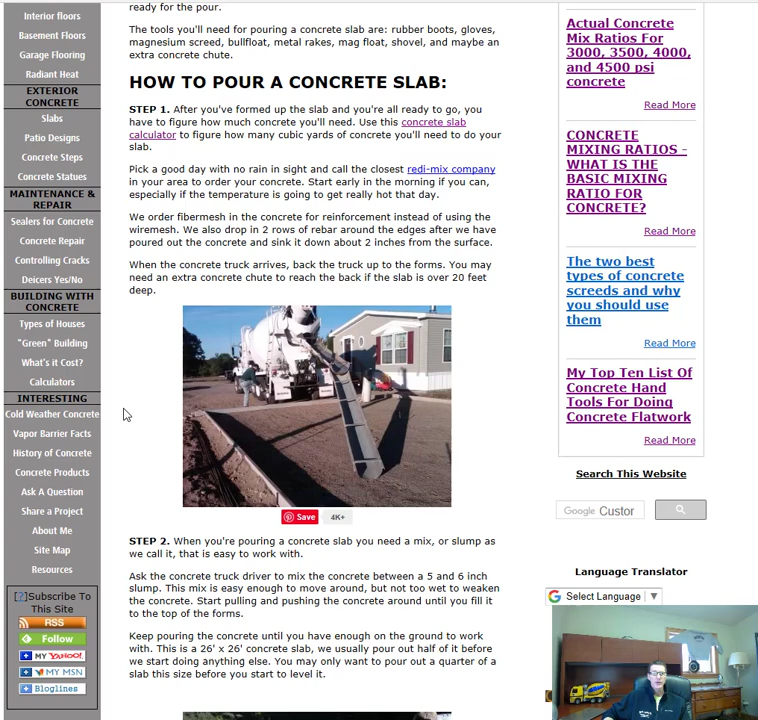 Interior floors
Basement Floors
Garage Flooring
Radiant Heat
EXTERIOR
CONCRETE
Slabs
Patio Designs
Concrete Steps
Concrete Statues
MAINTENANCE &
REPAIR
Sealers for Concrete
Concrete Repair
Controlling Cracks
Deicers Yes/No
BUILDING WITH
CONCRETE
Types of Houses
"Green" Building
What's it Cost?
Calculators
INTERESTING
Cold Weather Concrete
Vapor Barrier Facts
History of Concrete
Concrete Products
Ask A Question
Share a Project
About Me
Site Map
Resources
[?]Subscribe To
This Site
RSS
Follow
MY YAHOO!
MY MSN
Bloglines
ready for the pour.
The tools you'll need for pouring a concrete slab are: rubber boots, gloves,
magnesium screed, bullfloat, metal rakes, mag float, shovel, and maybe an
extra concrete chute.
HOW TO POUR A CONCRETE SLAB:
STEP 1. After you've formed up the slab and you're all ready to go, you
have to figure how much concrete you'll need. Use this concrete slab
calculator to figure how many cubic yards of concrete you'll need to do your
slab.
Pick a good day with no rain in sight and call the closest redi-mix company
in your area to order your concrete. Start early in the morning if you can,
especially if the temperature is going to get really hot that day.
We order fibermesh in the concrete for reinforcement instead of using the
wiremesh. We also drop in 2 rows of rebar around the edges after we have
poured out the concrete and sink it down about 2 inches from the surface.
When the concrete truck arrives, back the truck up to the forms. You may
need an extra concrete chute to reach the back if the slab is over 20 feet
deep.
Save 4K+
STEP 2. When you're pouring a concrete slab you need a mix, or slump as
we call it, that is easy to work with.
Ask the concrete truck driver to mix the concrete between a 5 and 6 inch
slump. This mix is easy enough to move around, but not too wet to weaken
the concrete. Start pulling and pushing the concrete around until you fill it
to the top of the forms.
Keep pouring the concrete until you have enough on the ground to work
with. This is a 26' x 26' concrete slab, we usually pour out half of it before
we start doing anything else. You may only want to pour out a quarter of a
slab this size before you start to level it.
Actual Concrete
Mix Ratios For
3000, 3500, 4000,
and 4500 psi
concrete
Read More
CONCRETE
MIXING RATIOS -
WHAT IS THE
BASIC MIXING
RATIO FOR
CONCRETE?
Read More
The two best
types of concrete
screeds and why
you should use
them
Read More
My Top Ten List Of
Concrete Hand
Tools For Doing
Concrete Flatwork
Read More
Search This Website
Google Custor
Language Translator
G Select Language ▼